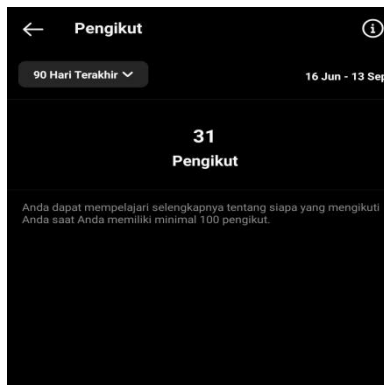 Pengikut
90 Hari Terakhir
16 Jun - 13 Sep
31
Pengikut
Anda dapat mempelajari selengkapnya tentang siapa yang mengikuti
Anda saat Anda memiliki minimal 100 pengikut.